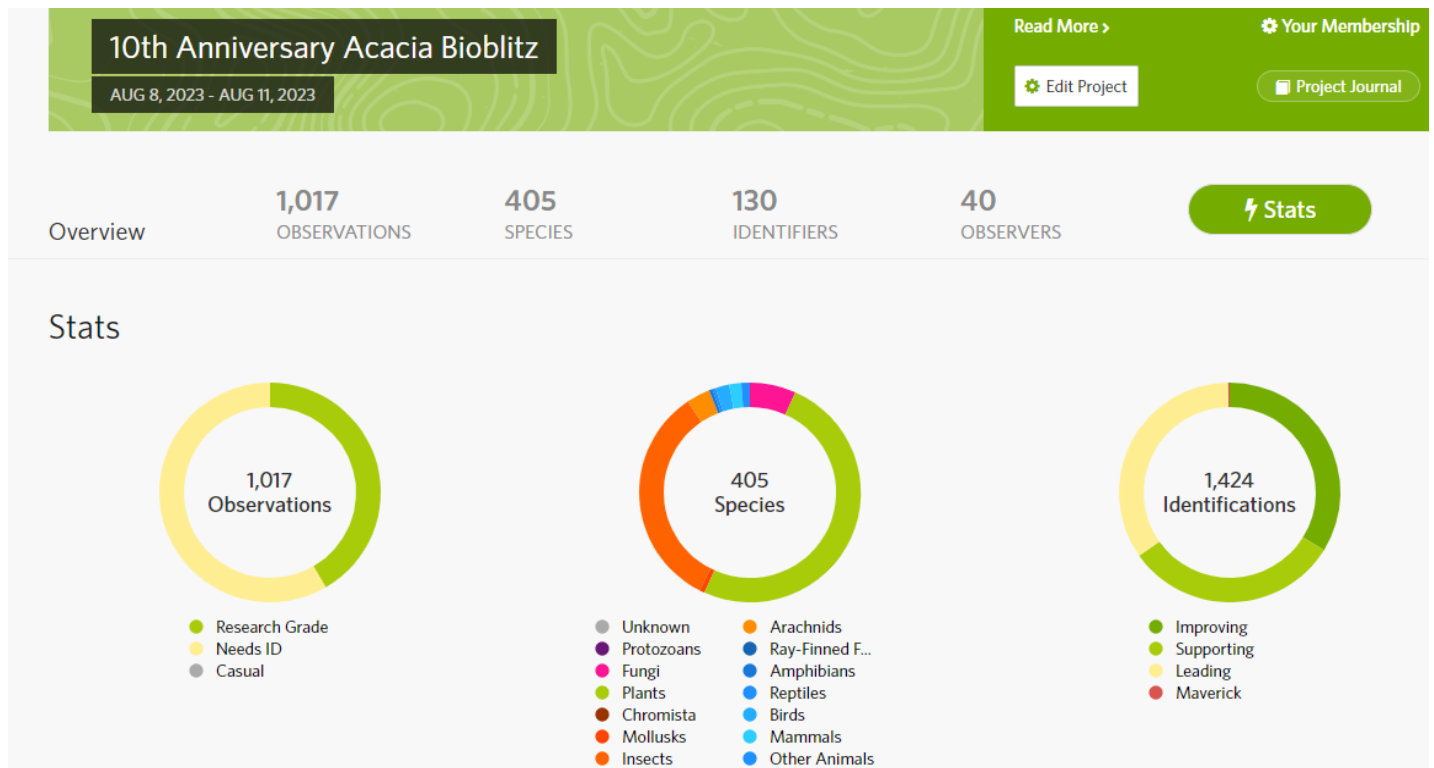 10th Anniversary Acacia Bioblitz
AUG 8, 2023 - AUG 11, 2023
Read More >
Your Membership
Edit Project
Project Journal
Overview
1,017
OBSERVATIONS
405
SPECIES
130
IDENTIFIERS
40
OBSERVERS
Stats
Stats
1,017
Observations
Research Grade
Needs ID
Casual
405
Species
Unknown
Protozoans
Fungi
Plants
Chromista
Mollusks
Insects
Arachnids
Ray-Finned F...
Amphibians
Reptiles
Birds
Mammals
Other Animals
1,424
Identifications
Improving
Supporting
Leading
Maverick